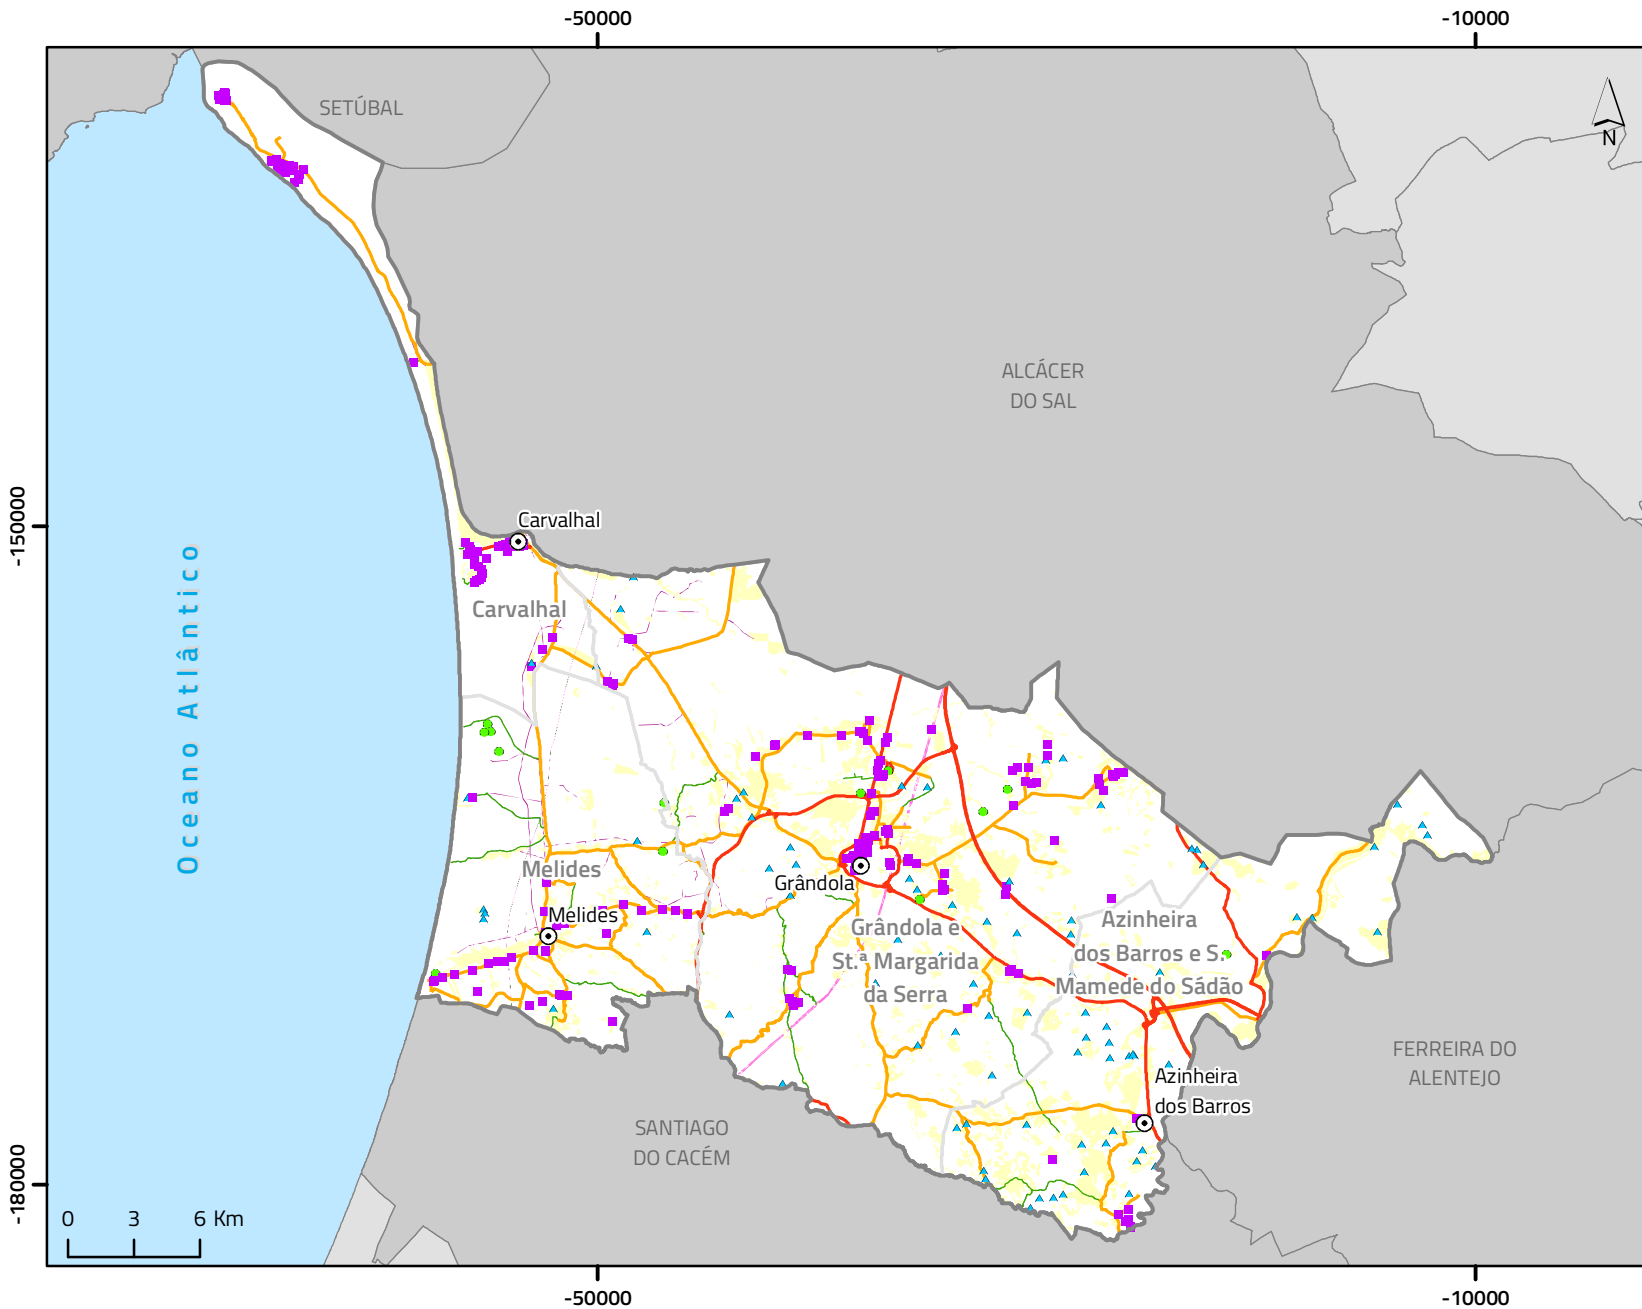 -50000
-10000
SETÚBAL
N
ALCÁCER
DO SAL
-150000
Carvalhal
Oceano Atlântico
Carvalhal
Melides
Grândola
Melides
Azinheira
dos Barros e S.
Mamede do Sádão
Grândola e
St.ª Margarida
da Serra
FERREIRA DO
ALENTEJO
Azinheira
dos Barros
SANTIAGO
DO CACÉM
-180000
0 3 6 Km
-50000
-10000